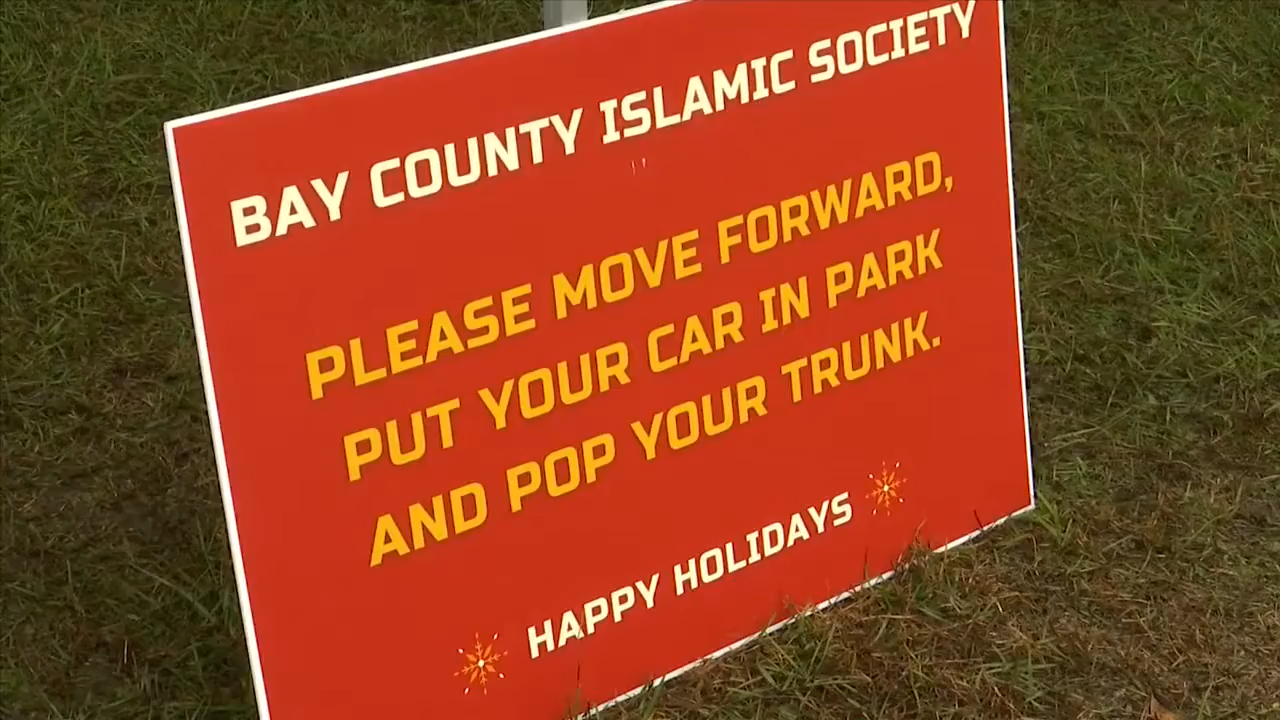 BAY COUNTY ISLAMIC SOCIETY
PLEASE MOVE FORWARD,
PUT YOUR CAR IN PARK
AND POP YOUR TRUNK.
HAPPY HOLIDAYS